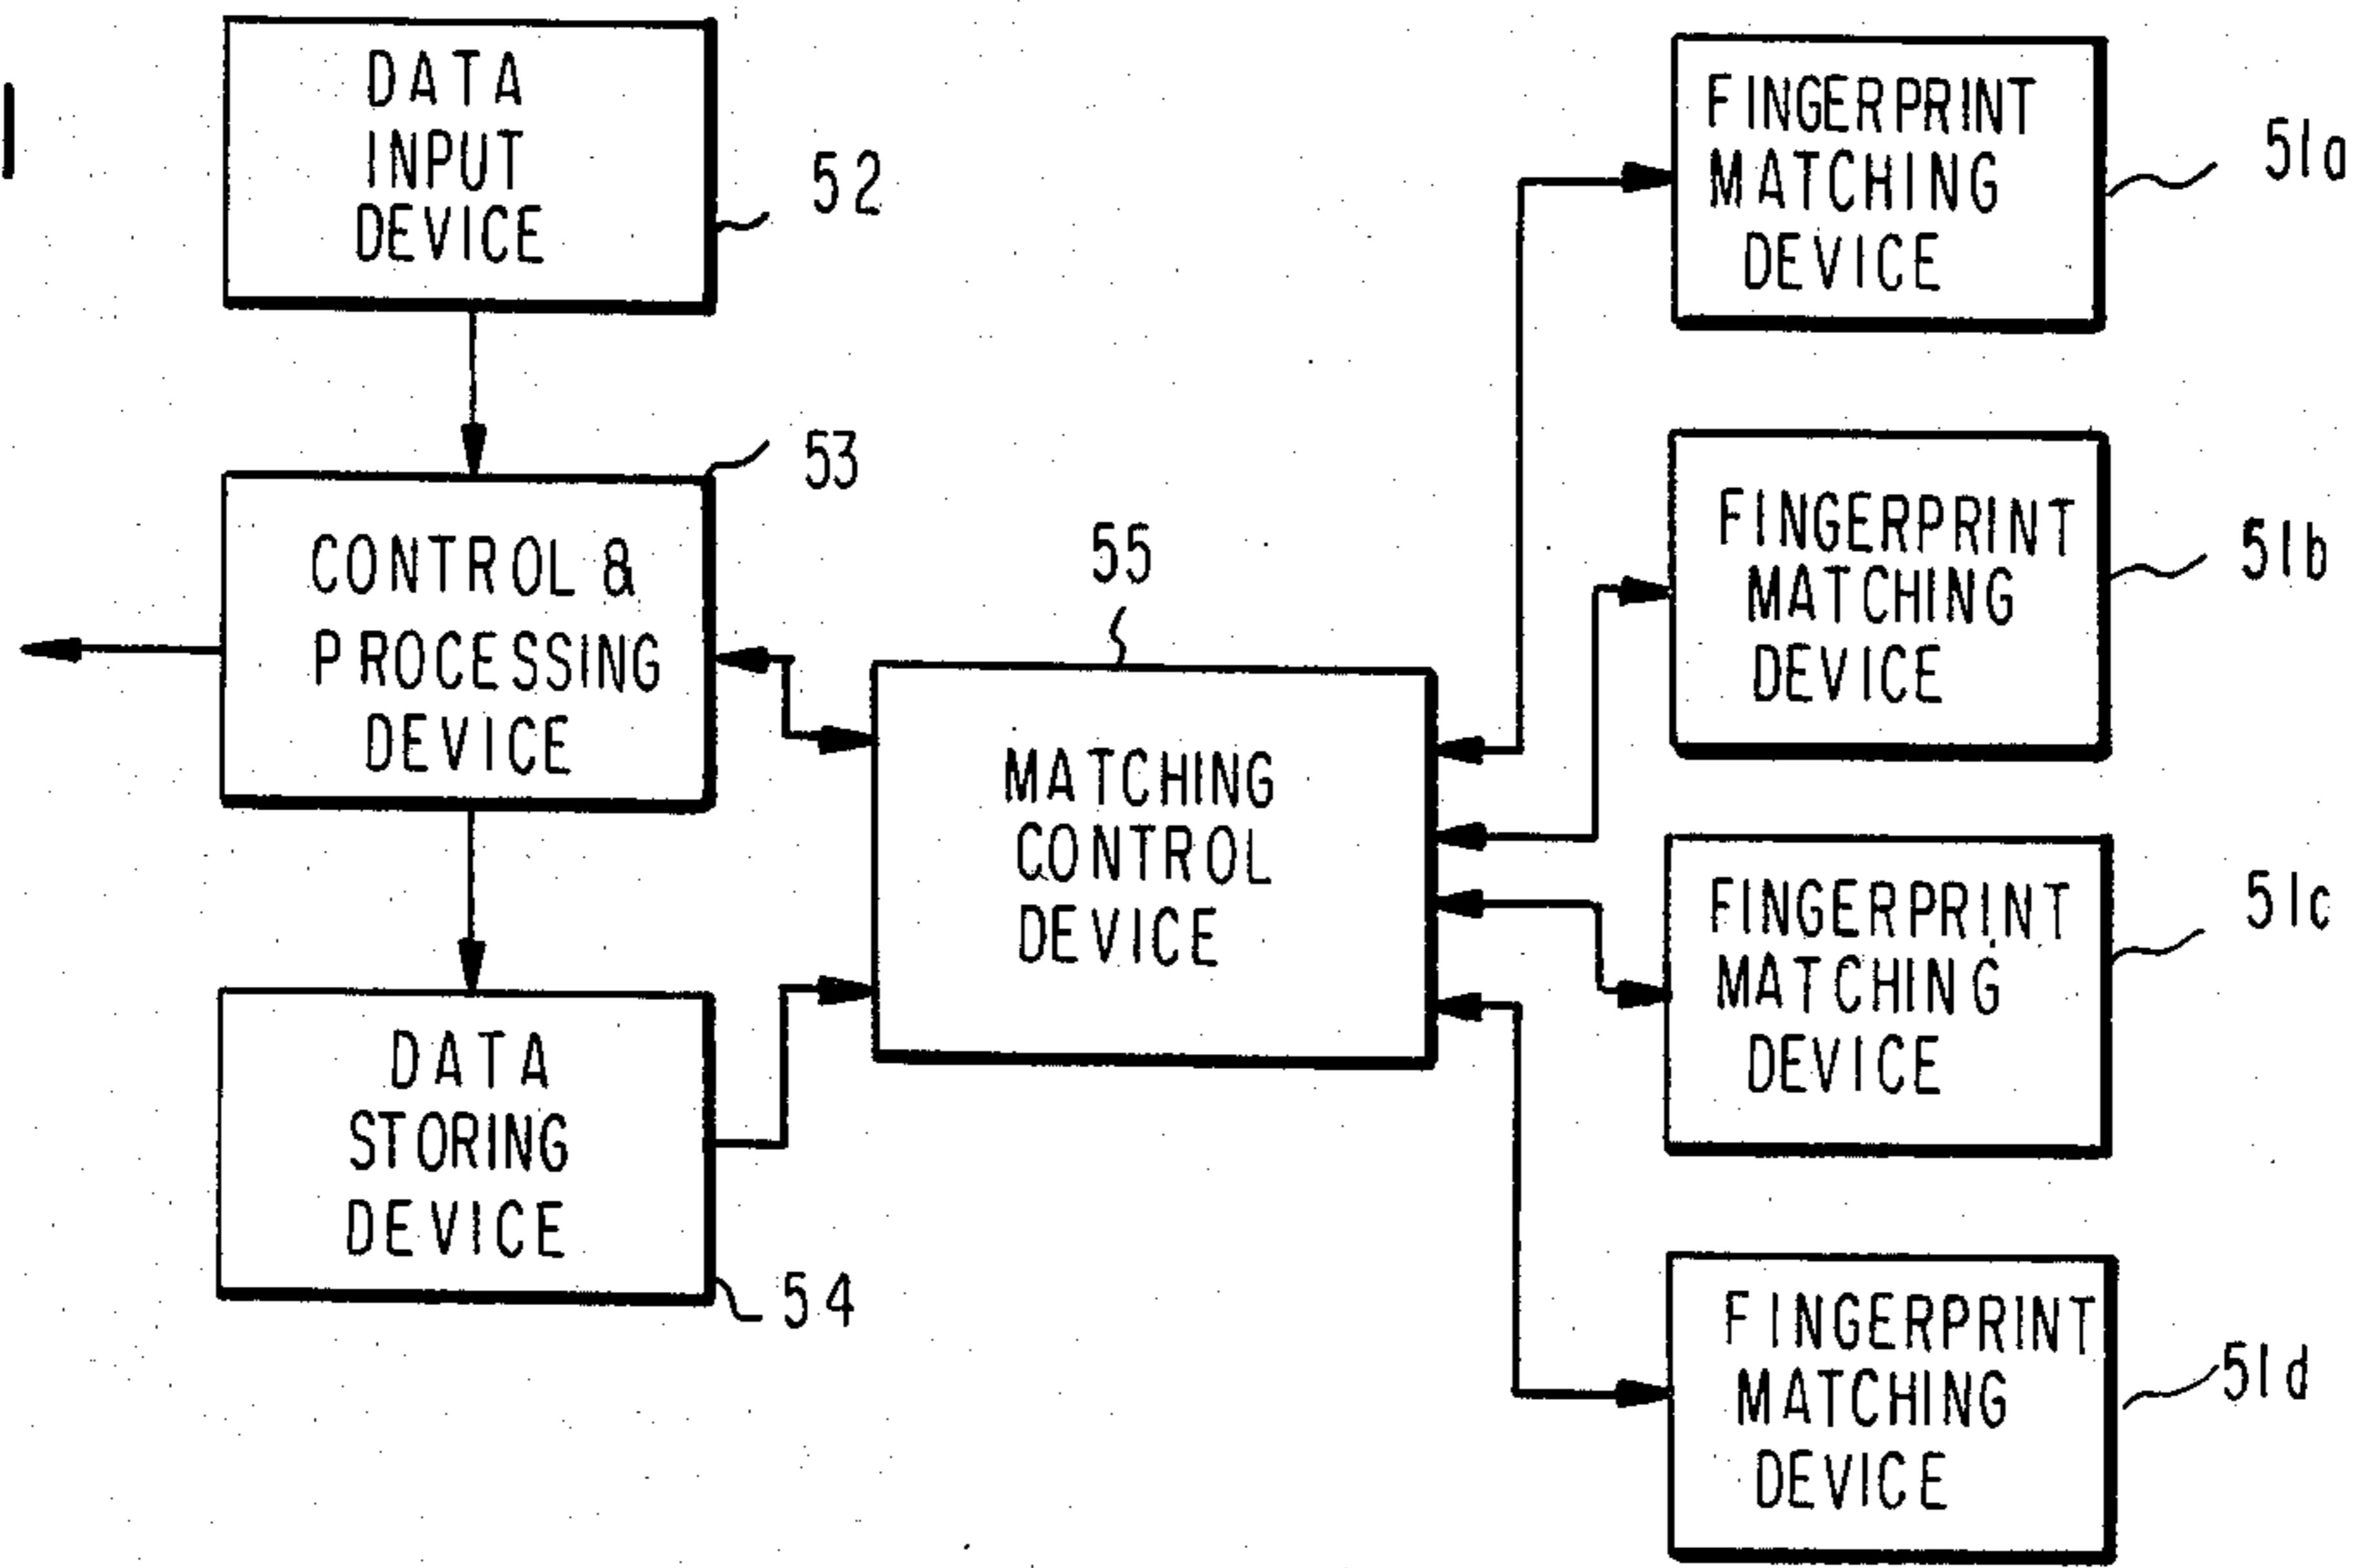 DATA
INPUT
DEVICE
52
CONTROL &
PROCESSING
DEVICE
53
DATA
STORING
DEVICE
54
MATCHING
CONTROL
DEVICE
55
FINGERPRINT
MATCHING
DEVICE
51a
FINGERPRINT
MATCHING
DEVICE
51b
FINGERPRINT
MATCHING
DEVICE
51c
FINGERPRINT
MATCHING
DEVICE
51d